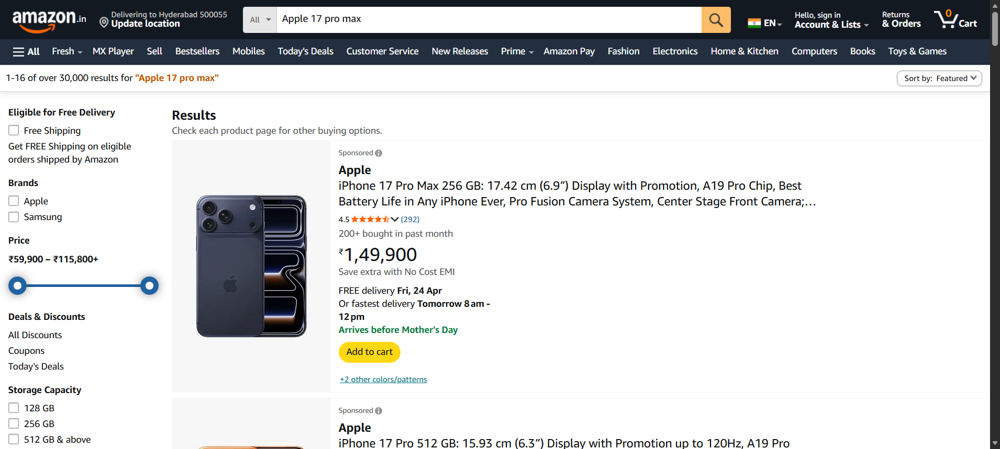 amazon.in
Delivering to Hyderabad 500055
Update location
All
Apple 17 pro max
EN
Hello, sign in
Account & Lists
Returns
& Orders
0
Cart
All
Fresh
MX Player
Sell
Bestsellers
Mobiles
Today's Deals
Customer Service
New Releases
Prime
Amazon Pay
Fashion
Electronics
Home & Kitchen
Computers
Books
Toys & Games
1-16 of over 30,000 results for "Apple 17 pro max"
Sort by: Featured
Eligible for Free Delivery
Free Shipping
Get FREE Shipping on eligible
orders shipped by Amazon
Brands
Apple
Samsung
Price
₹59,900 – ₹115,800+
Deals & Discounts
All Discounts
Coupons
Today's Deals
Storage Capacity
128 GB
256 GB
512 GB & above
Results
Check each product page for other buying options.
Sponsored
Apple
iPhone 17 Pro Max 256 GB: 17.42 cm (6.9″) Display with Promotion, A19 Pro Chip, Best
Battery Life in Any iPhone Ever, Pro Fusion Camera System, Center Stage Front Camera;…
4.5 (292)
200+ bought in past month
₹1,49,900
Save extra with No Cost EMI
FREE delivery Fri, 24 Apr
Or fastest delivery Tomorrow 8 am -
12 pm
Arrives before Mother's Day
Add to cart
+2 other colors/patterns
Sponsored
Apple
iPhone 17 Pro 512 GB: 15.93 cm (6.3″) Display with Promotion up to 120Hz, A19 Pro